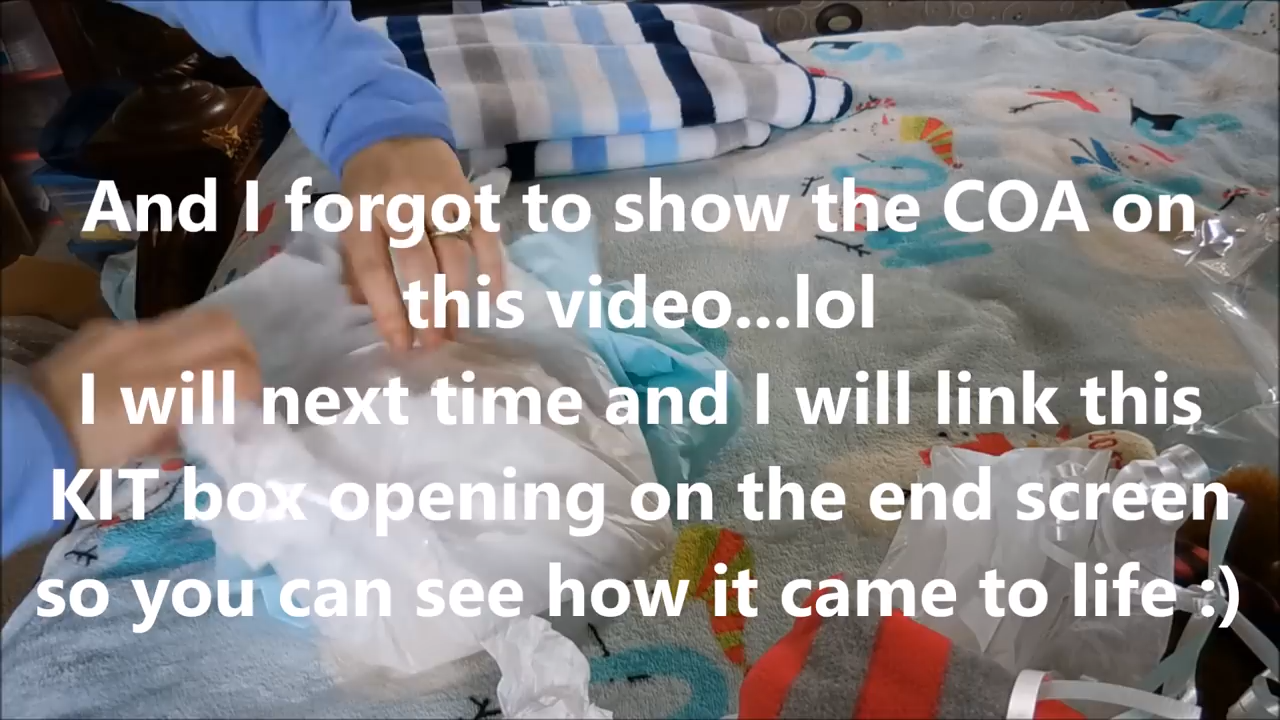 And I forgot to show the COA on
this video...lol
I will next time and I will link this
KIT box opening on the end screen
so you can see how it came to life :)